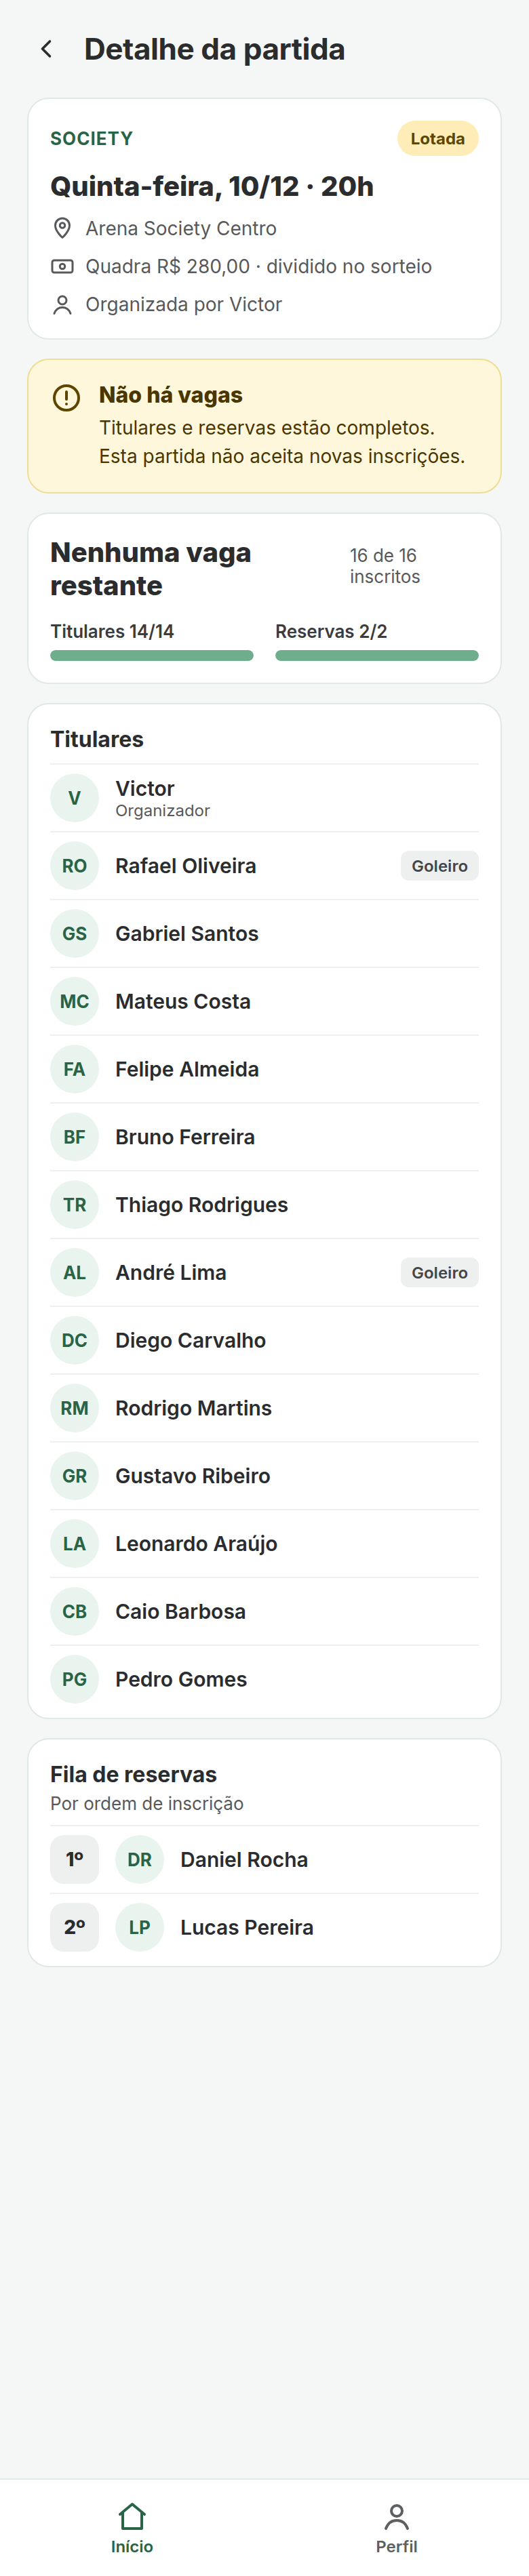 Detalhe da partida
SOCIETY
Lotada
Quinta-feira, 10/12 · 20h
Arena Society Centro
Quadra R$ 280,00 · dividido no sorteio
Organizada por Victor
Não há vagas
Titulares e reservas estão completos.
Esta partida não aceita novas inscrições.
Nenhuma vaga
restante
16 de 16
inscritos
Titulares 14/14
Reservas 2/2
Titulares
V
Victor
Organizador
RO
Rafael Oliveira
Goleiro
GS
Gabriel Santos
MC
Mateus Costa
FA
Felipe Almeida
BF
Bruno Ferreira
TR
Thiago Rodrigues
AL
André Lima
Goleiro
DC
Diego Carvalho
RM
Rodrigo Martins
GR
Gustavo Ribeiro
LA
Leonardo Araújo
CB
Caio Barbosa
PG
Pedro Gomes
Fila de reservas
Por ordem de inscrição
1º
DR
Daniel Rocha
2º
LP
Lucas Pereira
Início
Perfil